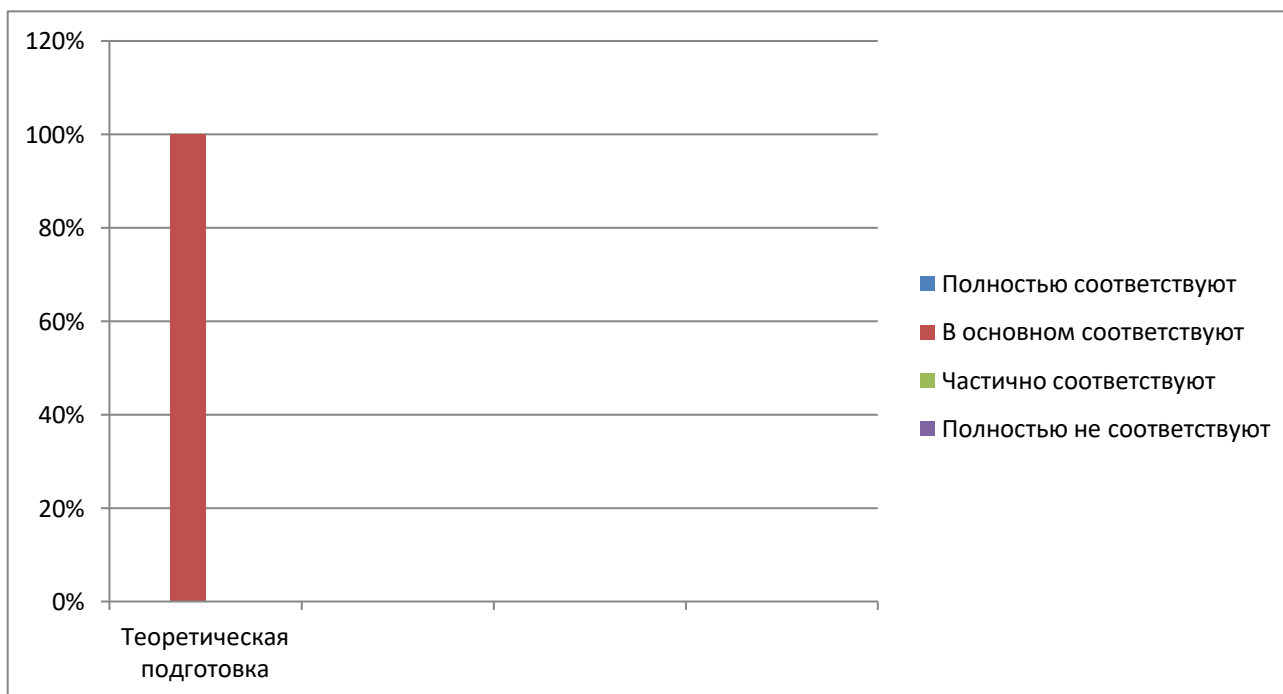 120%
100%
80%
60%
40%
20%
0%
Теоретическая
подготовка
Полностью соответствуют
В основном соответствуют
Частично соответствуют
Полностью не соответствуют